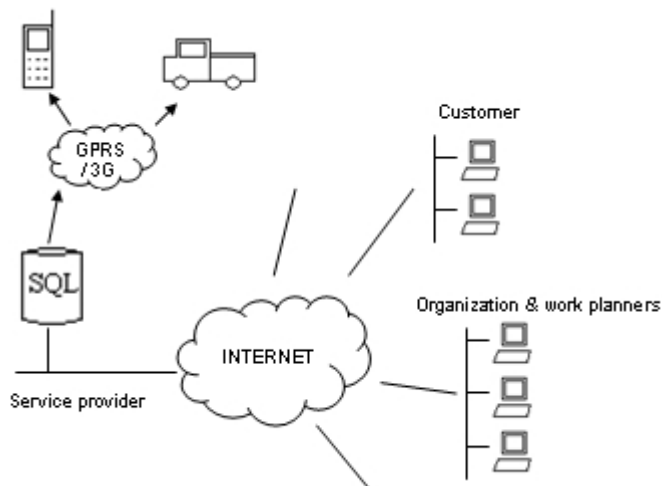 Customer
GPRS
/3G
SQL
Organization & work planners
INTERNET
Service provider